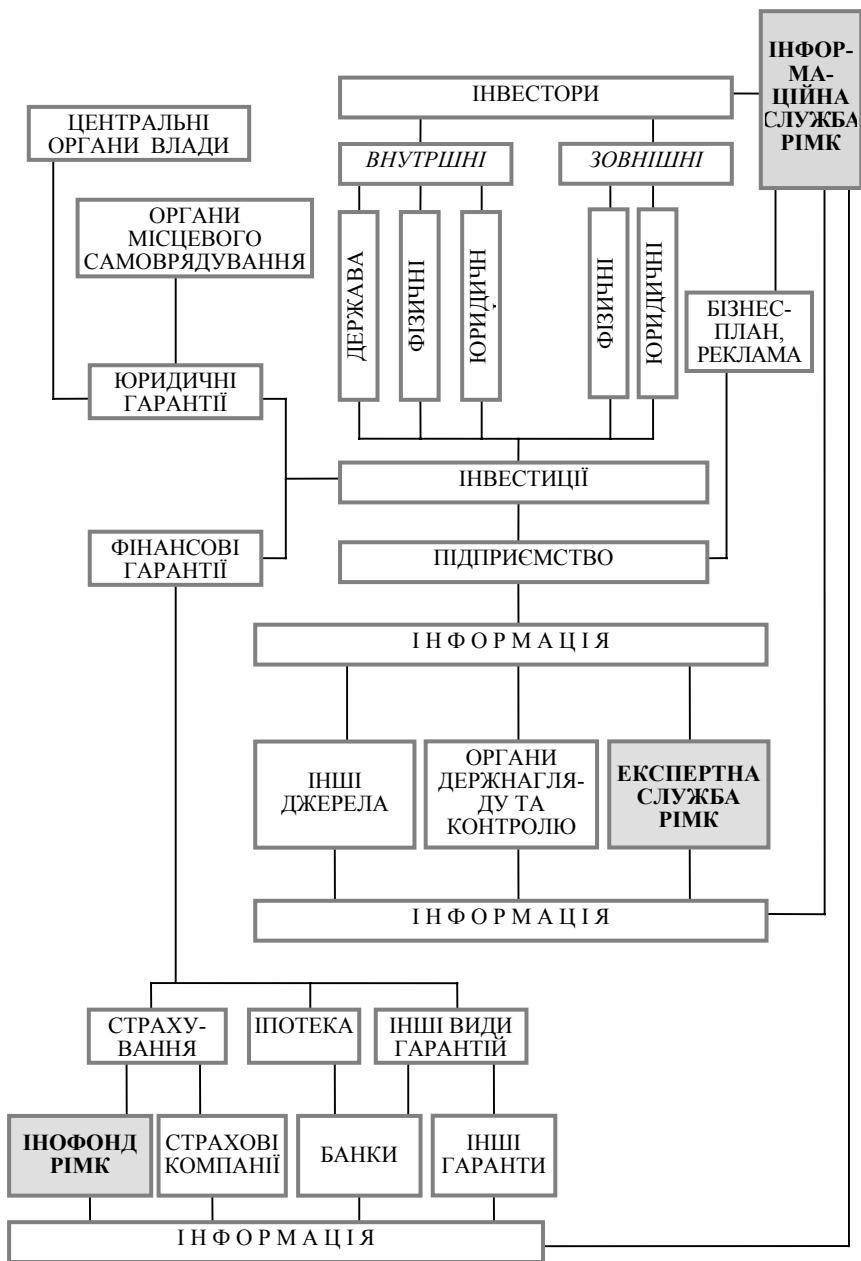 ІНФОР-
МА-
ЦІЙНА
СЛУЖБА
РІМК
ІНВЕСТОРИ
ЦЕНТРАЛЬНІ
ОРГАНИ ВЛАДИ
ВНУТРШНІ
ЗОВНІШНІ
ОРГАНИ
МІСЦЕВОГО
САМОВРЯДУВАННЯ
ДЕРЖАВА
ФІЗИЧНІ
ЮРИДИЧН
ФІЗИЧНІ
ЮРИДИЧНІ
БІЗНЕС-
ПЛАН,
РЕКЛАМА
ЮРИДИЧНІ
ГАРАНТІЇ
ІНВЕСТИЦІЇ
ФІНАНСОВІ
ГАРАНТІЇ
ПІДПРИЄМСТВО
І Н Ф О Р М А Ц І Я
ІНШІ
ДЖЕРЕЛА
ОРГАНИ
ДЕРЖНАГЛЯ-
ДУ ТА
КОНТРОЛЮ
ЕКСПЕРТНА
СЛУЖБА
РІМК
І Н Ф О Р М А Ц І Я
СТРАХУ-
ВАННЯ
ІПОТЕКА
ІНШІ ВИДИ
ГАРАНТІЙ
ІНОФОНД
РІМК
СТРАХОВІ
КОМПАНІЇ
БАНКИ
ІНШІ
ГАРАНТИ
І Н Ф О Р М А Ц І Я